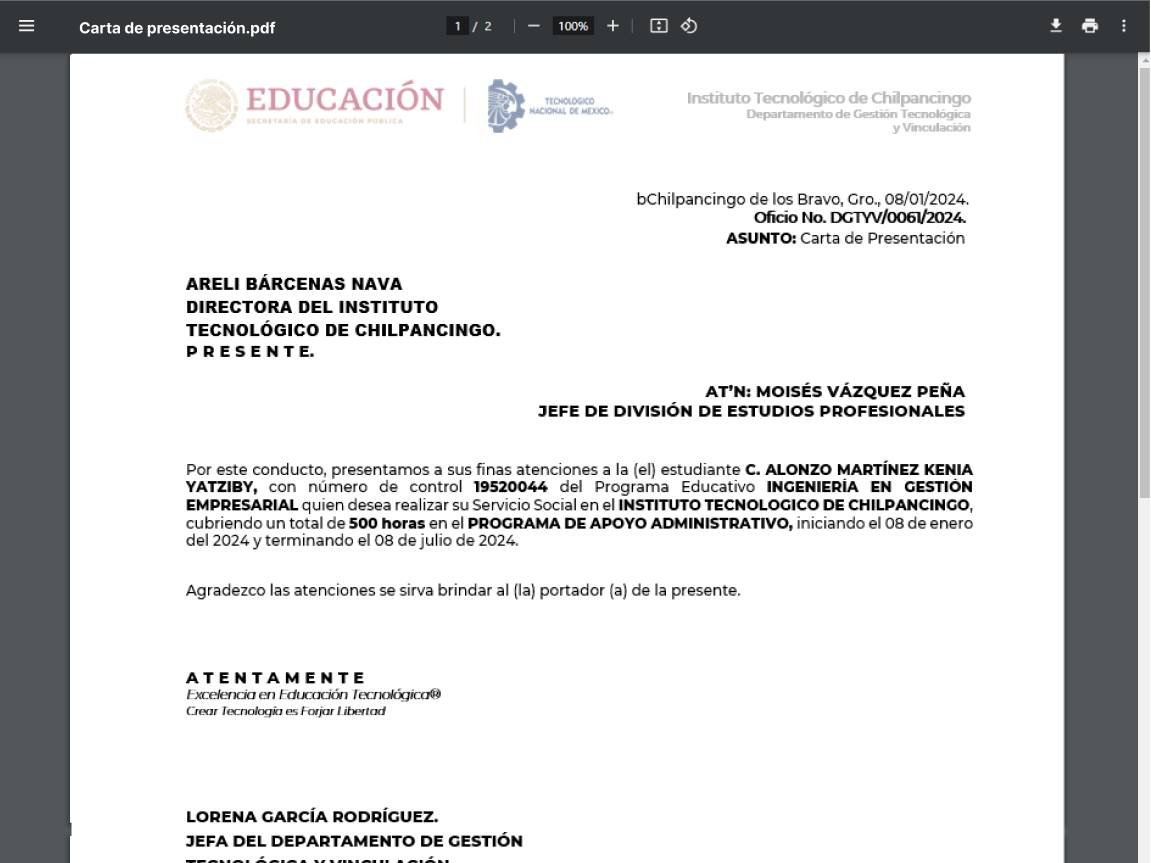 Carta de presentación.pdf
1 / 2
100%
EDUCACIÓN
SECRETARÍA DE EDUCACIÓN PÚBLICA
TECNOLÓGICO
NACIONAL DE MÉXICO®
Instituto Tecnológico de Chilpancingo
Departamento de Gestión Tecnológica
y Vinculación
bChilpancingo de los Bravo, Gro., 08/01/2024.
Oficio No. DGTYV/0061/2024.
ASUNTO: Carta de Presentación
ARELI BÁRCENAS NAVA
DIRECTORA DEL INSTITUTO
TECNOLÓGICO DE CHILPANCINGO.
P R E S E N T E.
AT’N: MOISÉS VÁZQUEZ PEÑA
JEFE DE DIVISIÓN DE ESTUDIOS PROFESIONALES
Por este conducto, presentamos a sus finas atenciones a la (el) estudiante C. ALONZO MARTÍNEZ KENIA
YATZIBY, con número de control 19520044 del Programa Educativo INGENIERÍA EN GESTIÓN
EMPRESARIAL quien desea realizar su Servicio Social en el INSTITUTO TECNOLOGICO DE CHILPANCINGO,
cubriendo un total de 500 horas en el PROGRAMA DE APOYO ADMINISTRATIVO, iniciando el 08 de enero
del 2024 y terminando el 08 de julio de 2024.
Agradezco las atenciones se sirva brindar al (la) portador (a) de la presente.
A T E N T A M E N T E
Excelencia en Educación Tecnológica®
Crear Tecnología es Forjar Libertad
LORENA GARCÍA RODRÍGUEZ.
JEFA DEL DEPARTAMENTO DE GESTIÓN
TECNOLÓGICA Y VINCULACIÓN